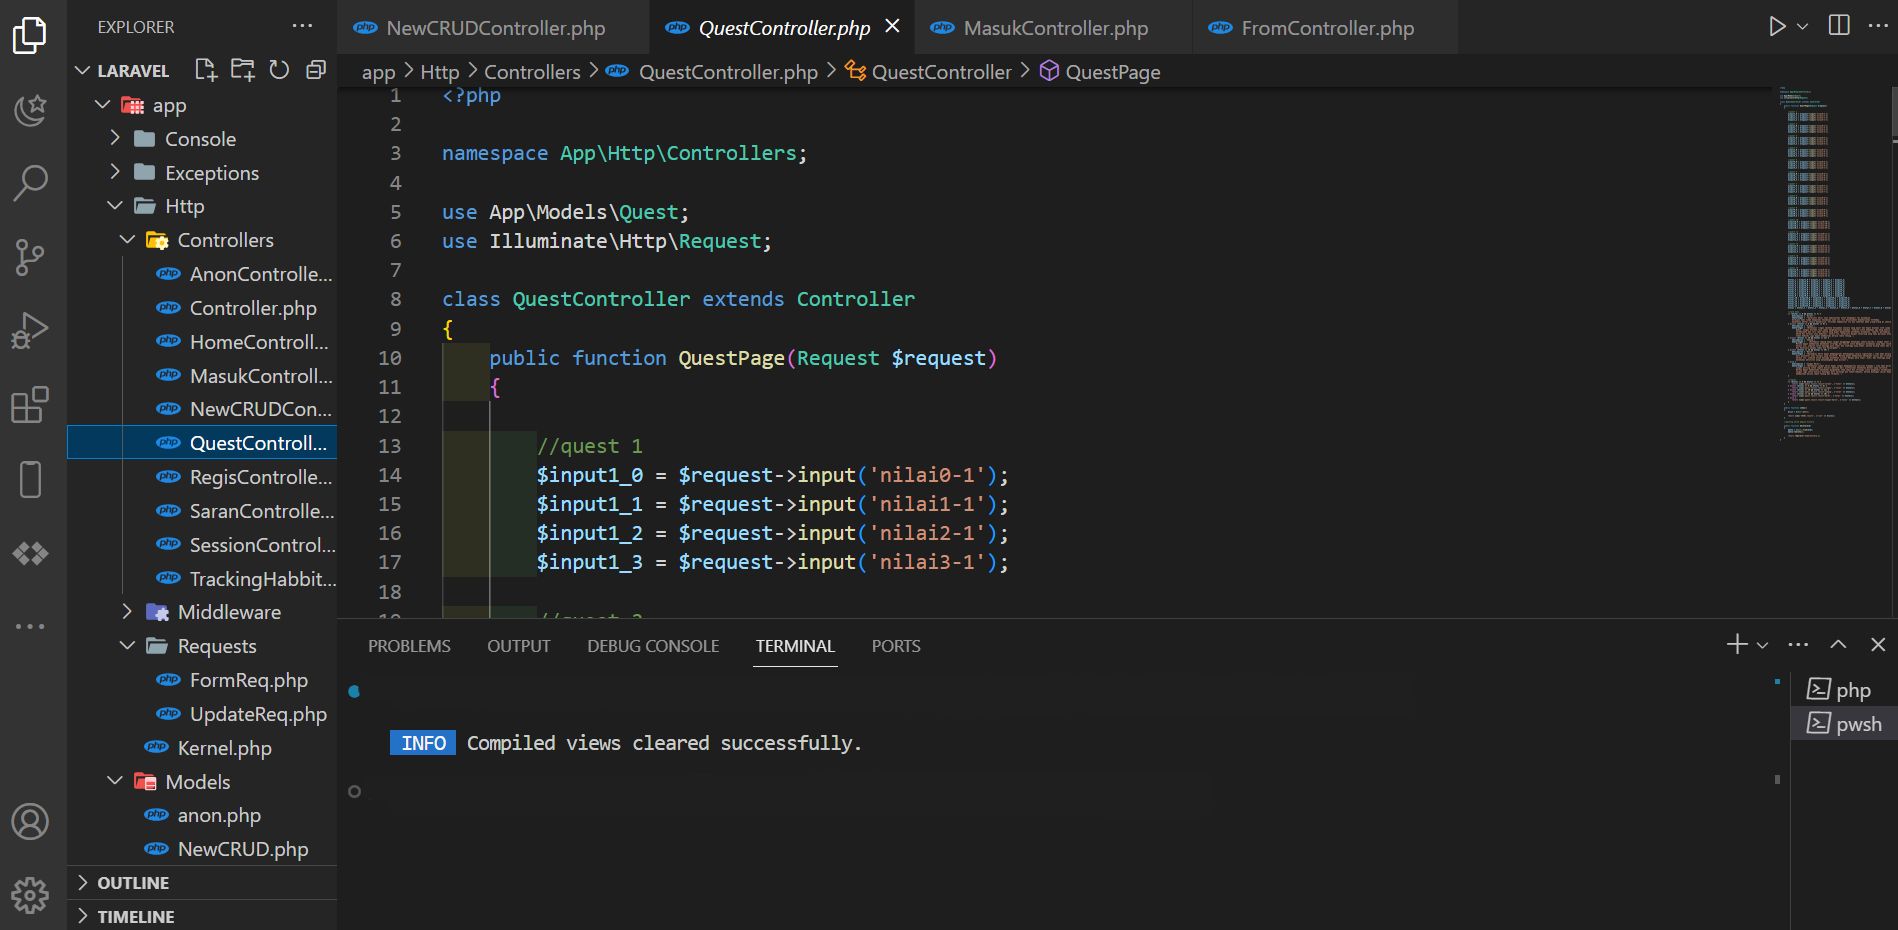 EXPLORER
LARAVEL
app
Console
Exceptions
Http
Controllers
AnonControlle...
Controller.php
HomeControll...
MasukControll...
NewCRUDCon...
QuestControll...
RegisControlle...
SaranControlle...
SessionControl...
TrackingHabbit...
Middleware
Requests
FormReq.php
UpdateReq.php
Kernel.php
Models
anon.php
NewCRUD.php
OUTLINE
TIMELINE
NewCRUDController.php QuestController.php MasukController.php FromController.php
app > Http > Controllers > QuestController.php > QuestController > QuestPage
1 <?php
2
3 namespace App\Http\Controllers;
4
5 use App\Models\Quest;
6 use Illuminate\Http\Request;
7
8 class QuestController extends Controller
9 {
10 public function QuestPage(Request $request)
11 {
12
13 //quest 1
14 $input1_0 = $request->input('nilai0-1');
15 $input1_1 = $request->input('nilai1-1');
16 $input1_2 = $request->input('nilai2-1');
17 $input1_3 = $request->input('nilai3-1');
18
PROBLEMS OUTPUT DEBUG CONSOLE TERMINAL PORTS
INFO Compiled views cleared successfully.
php
pwsh